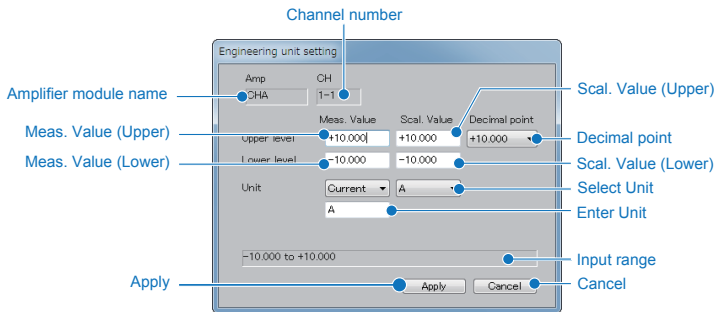 Channel number
Engineering unit setting
Amp CH
Amplifier module name CHA 1-1 Scal. Value (Upper)
Meas. Value Scal. Value Decimal point
Meas. Value (Upper) Upper level +10.000 +10.000 +10.000 Decimal point
Meas. Value (Lower) Lower level -10.000 -10.000 Scal. Value (Lower)
Unit Current A Select Unit
A Enter Unit
-10.000 to +10.000 Input range
Apply Apply Cancel Cancel